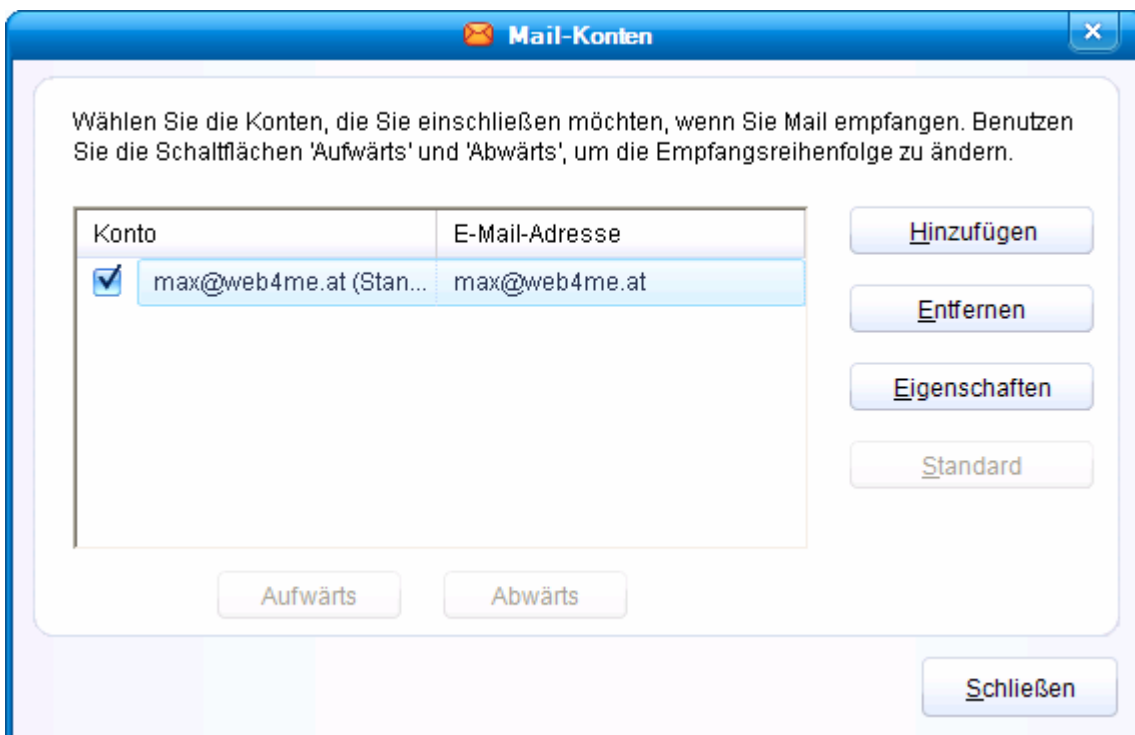 Mail-Konten
Wählen Sie die Konten, die Sie einschließen möchten, wenn Sie Mail empfangen. Benutzen
Sie die Schaltflächen 'Aufwärts' und 'Abwärts', um die Empfangsreihenfolge zu ändern.
Konto E-Mail-Adresse
max@web4me.at (Stan... max@web4me.at
Hinzufügen
Entfernen
Eigenschaften
Standard
Aufwärts Abwärts
Schließen